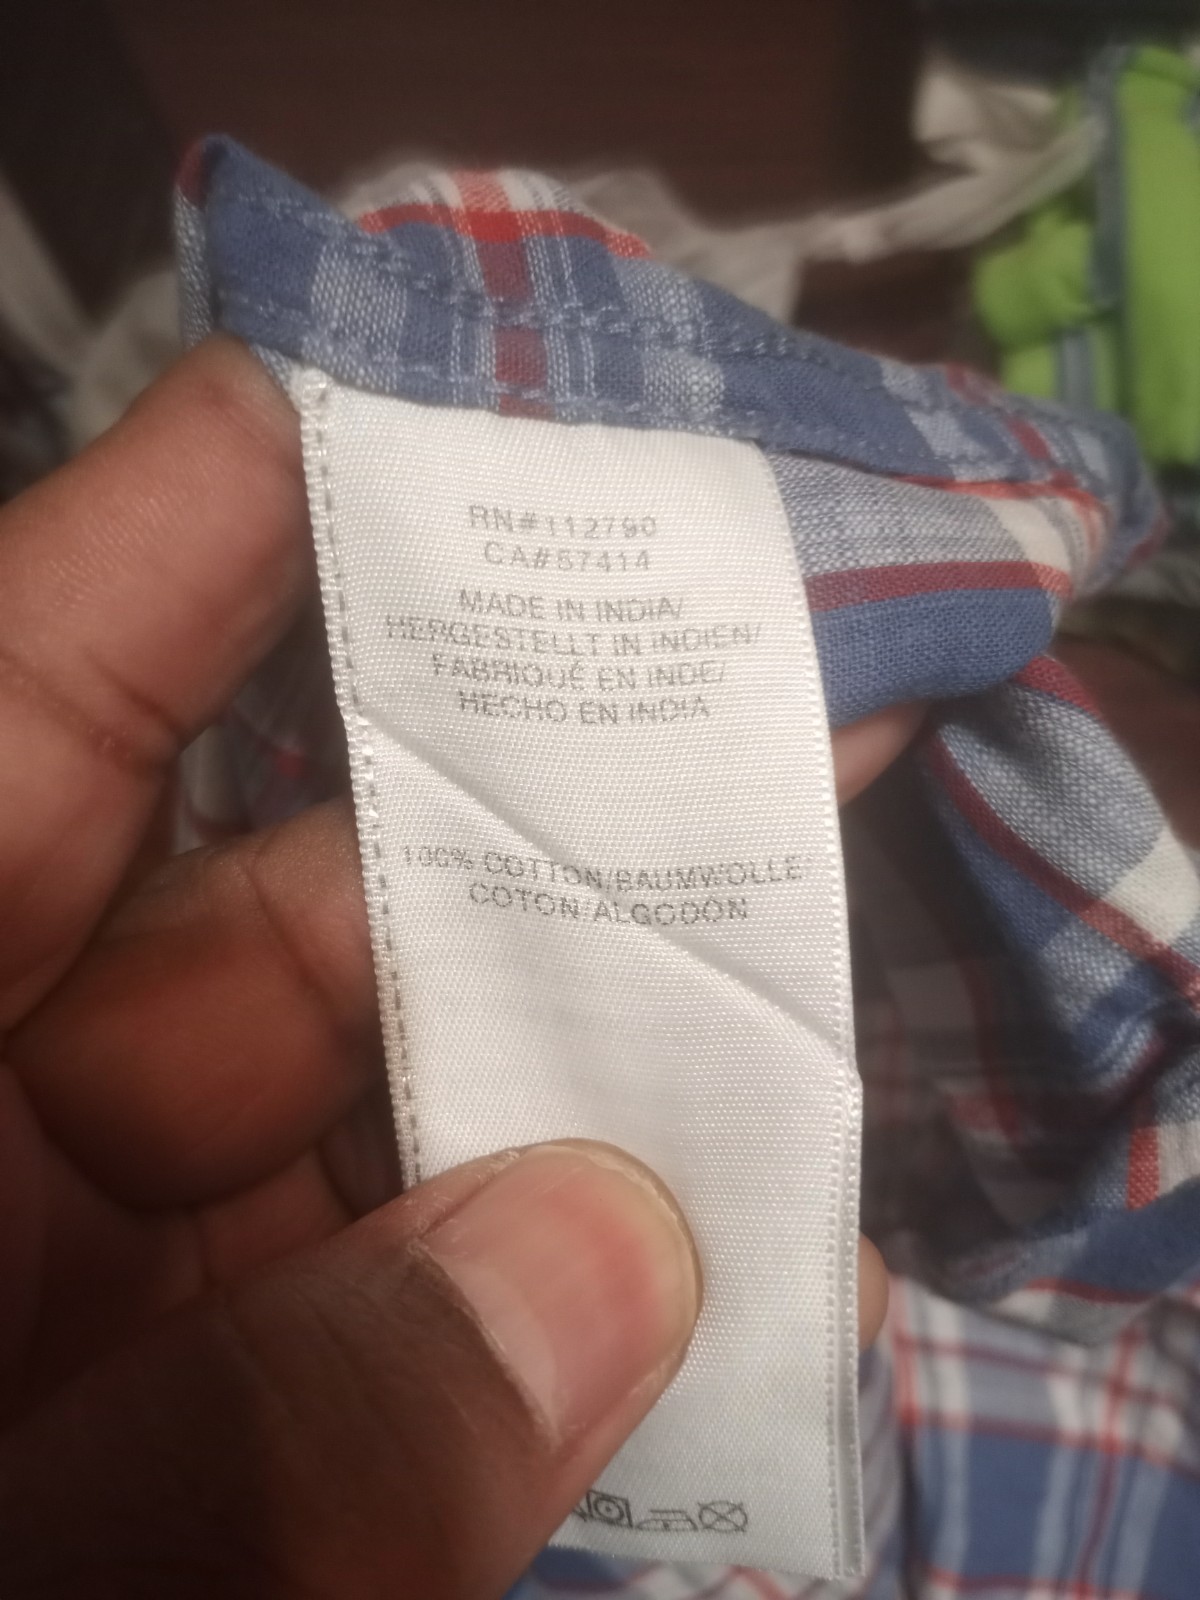 RN#112790
CA#57414
MADE IN INDIA/
HERGESTELLT IN INDIEN/
FABRIQUÉ EN INDE/
HECHO EN INDIA
100% COTTON/BAUMWOLLE
COTON/ALGODON